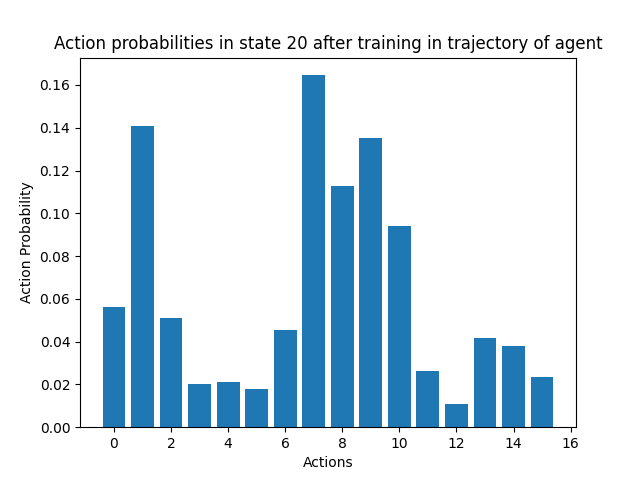 Action probabilities in state 20 after training in trajectory of agent
0.16
0.14
0.12
0.10
0.08
0.06
0.04
0.02
0.00
Action Probability
0 2 4 6 8 10 12 14 16
Actions